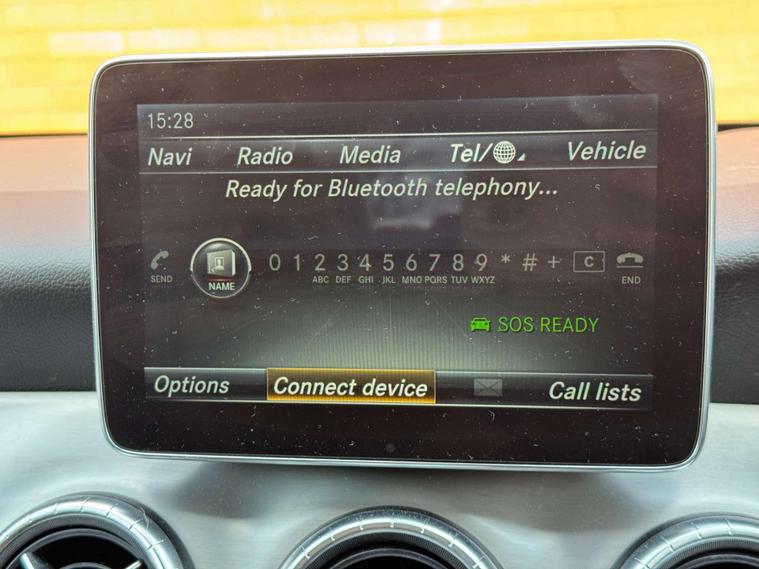 15:28
Navi Radio Media Tel/ Vehicle
Ready for Bluetooth telephony...
SEND NAME 0 1 2 3 4 5 6 7 8 9 * # + C END
ABC DEF GHI JKL MNO PQRS TUV WXYZ
SOS READY
Options Connect device Call lists